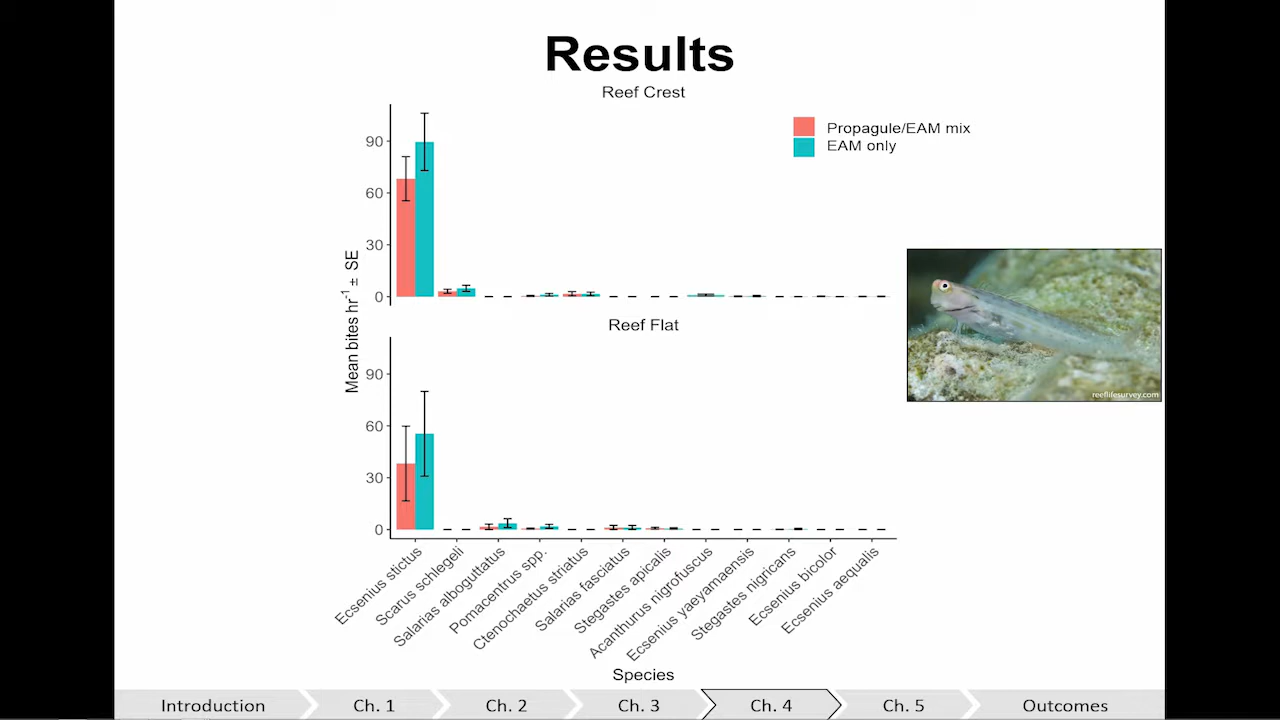 Results
Reef Crest
Propagule/EAM mix
EAM only
90
60
30
0
Mean bites hr-1 ± SE
reeflifesurvey.com
Reef Flat
90
60
30
0
Ecsenius stictus
Scarus schlegeli
Salarias alboguttatus
Pomacentrus spp.
Ctenochaetus striatus
Salarias fasciatus
Stegastes apicalis
Acanthurus nigrofuscus
Ecsenius yaeyamaensis
Stegastes nigricans
Ecsenius bicolor
Ecsenius aequalis
Species
Introduction
Ch. 1
Ch. 2
Ch. 3
Ch. 4
Ch. 5
Outcomes